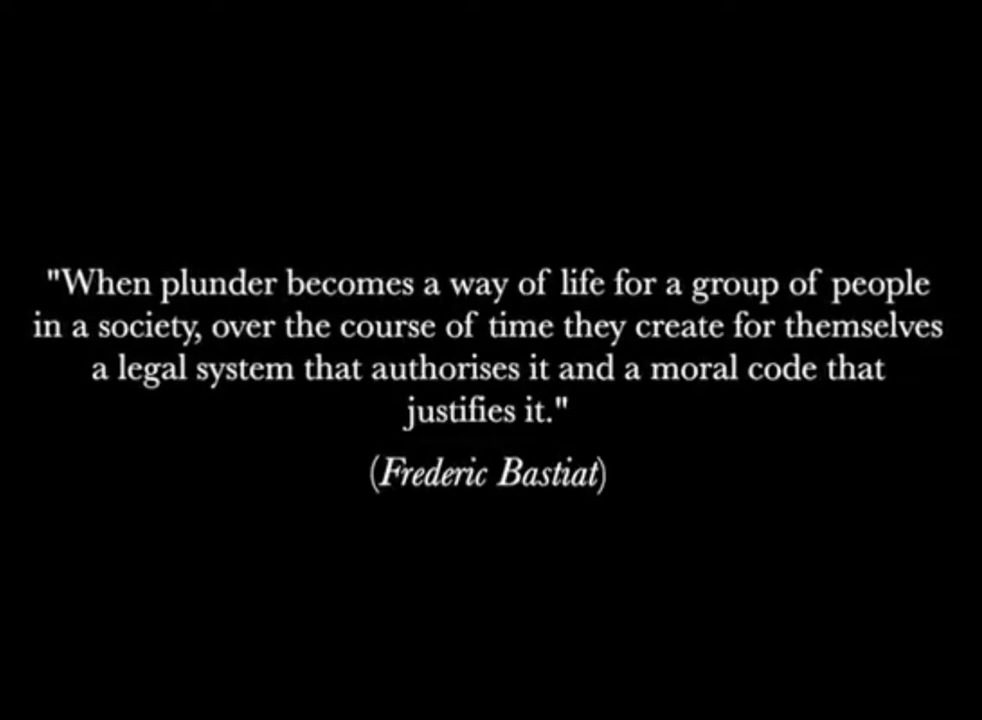 "When plunder becomes a way of life for a group of people
in a society, over the course of time they create for themselves
a legal system that authorises it and a moral code that
justifies it."
(Frederic Bastiat)